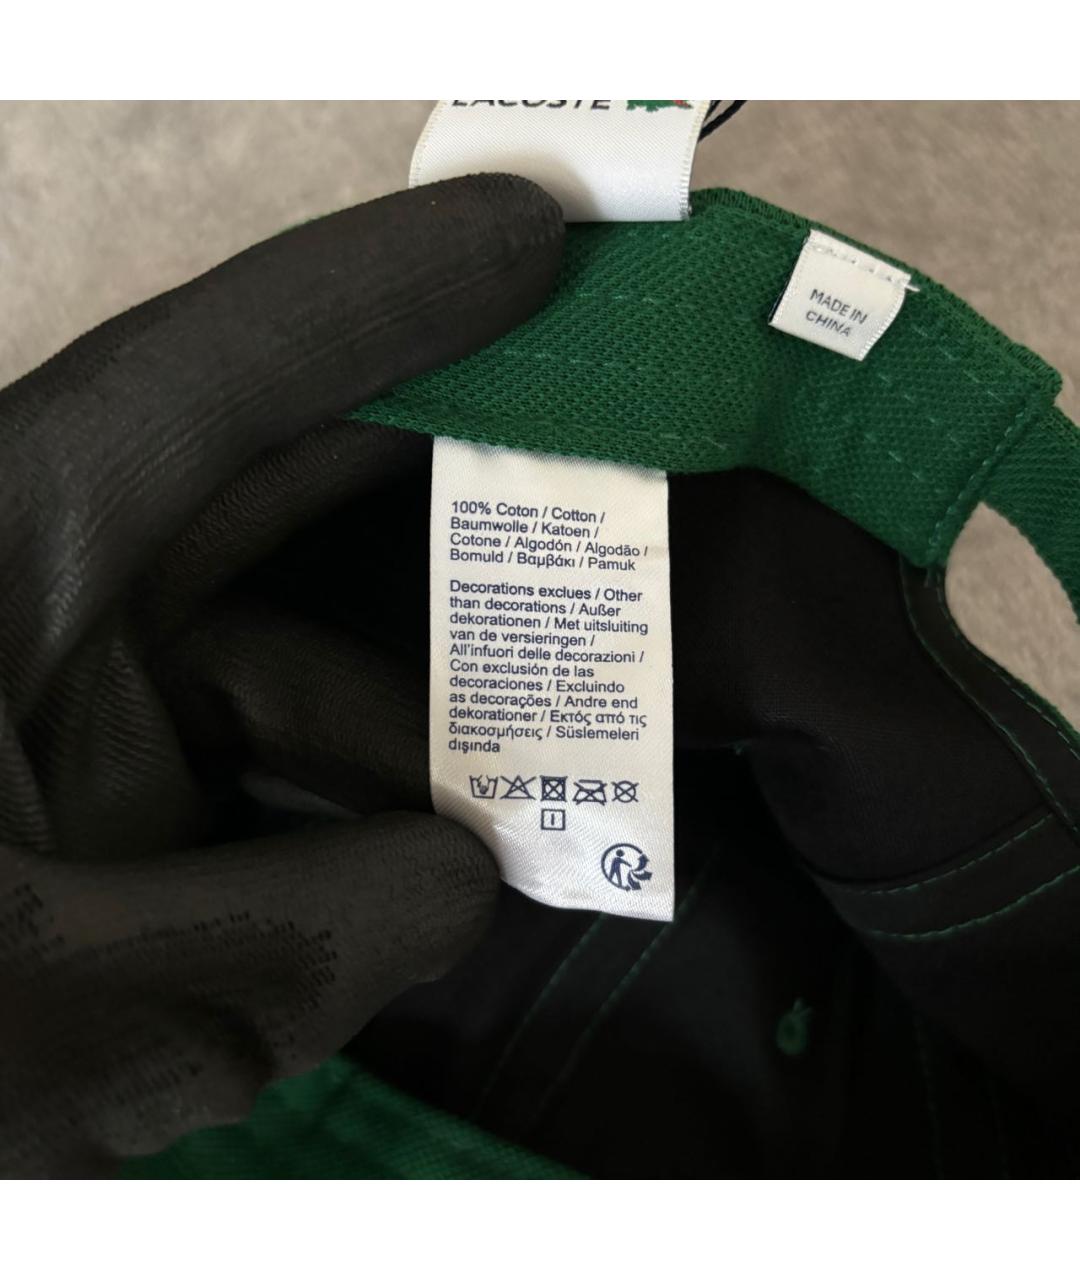 LACOSTE
MADE IN
CHINA
100% Coton / Cotton /
Baumwolle / Katoen /
Cotone / Algodón / Algodão /
Bomuld / Βαμβάκι / Pamuk
Decorations exclues / Other
than decorations / Außer
dekorationen / Met uitsluiting
van de versieringen /
All'infuori delle decorazioni /
Con exclusión de las
decoraciones / Excluindo
as decorações / Andre end
dekorationer / Εκτός από τις
διακοσμήσεις / Süslemeleri
dışında